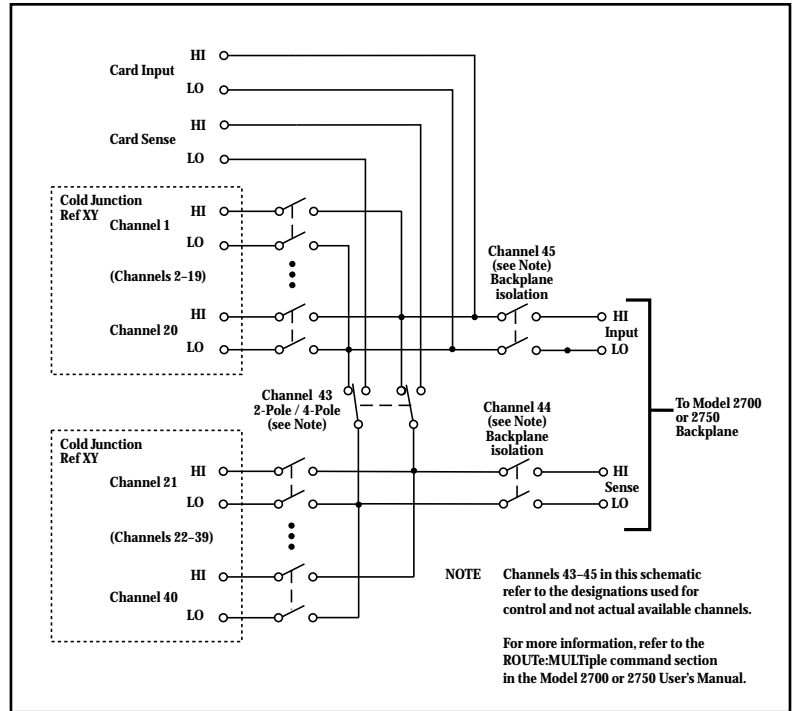 HI
Card Input
LO
HI
Card Sense
LO
Cold Junction
Ref XY
HI
Channel 1
LO
(Channels 2–19)
HI
Channel 20
LO
Channel 45
(see Note)
Backplane
isolation
HI
Input
LO
Channel 43
2-Pole / 4-Pole
(see Note)
Channel 44
(see Note)
Backplane
isolation
To Model 2700
or 2750
Backplane
Cold Junction
Ref XY
HI
Channel 21
LO
HI
Sense
LO
(Channels 22–39)
HI
Channel 40
LO
NOTE Channels 43–45 in this schematic
refer to the designations used for
control and not actual available channels.
For more information, refer to the
ROUTe:MULTiple command section
in the Model 2700 or 2750 User's Manual.